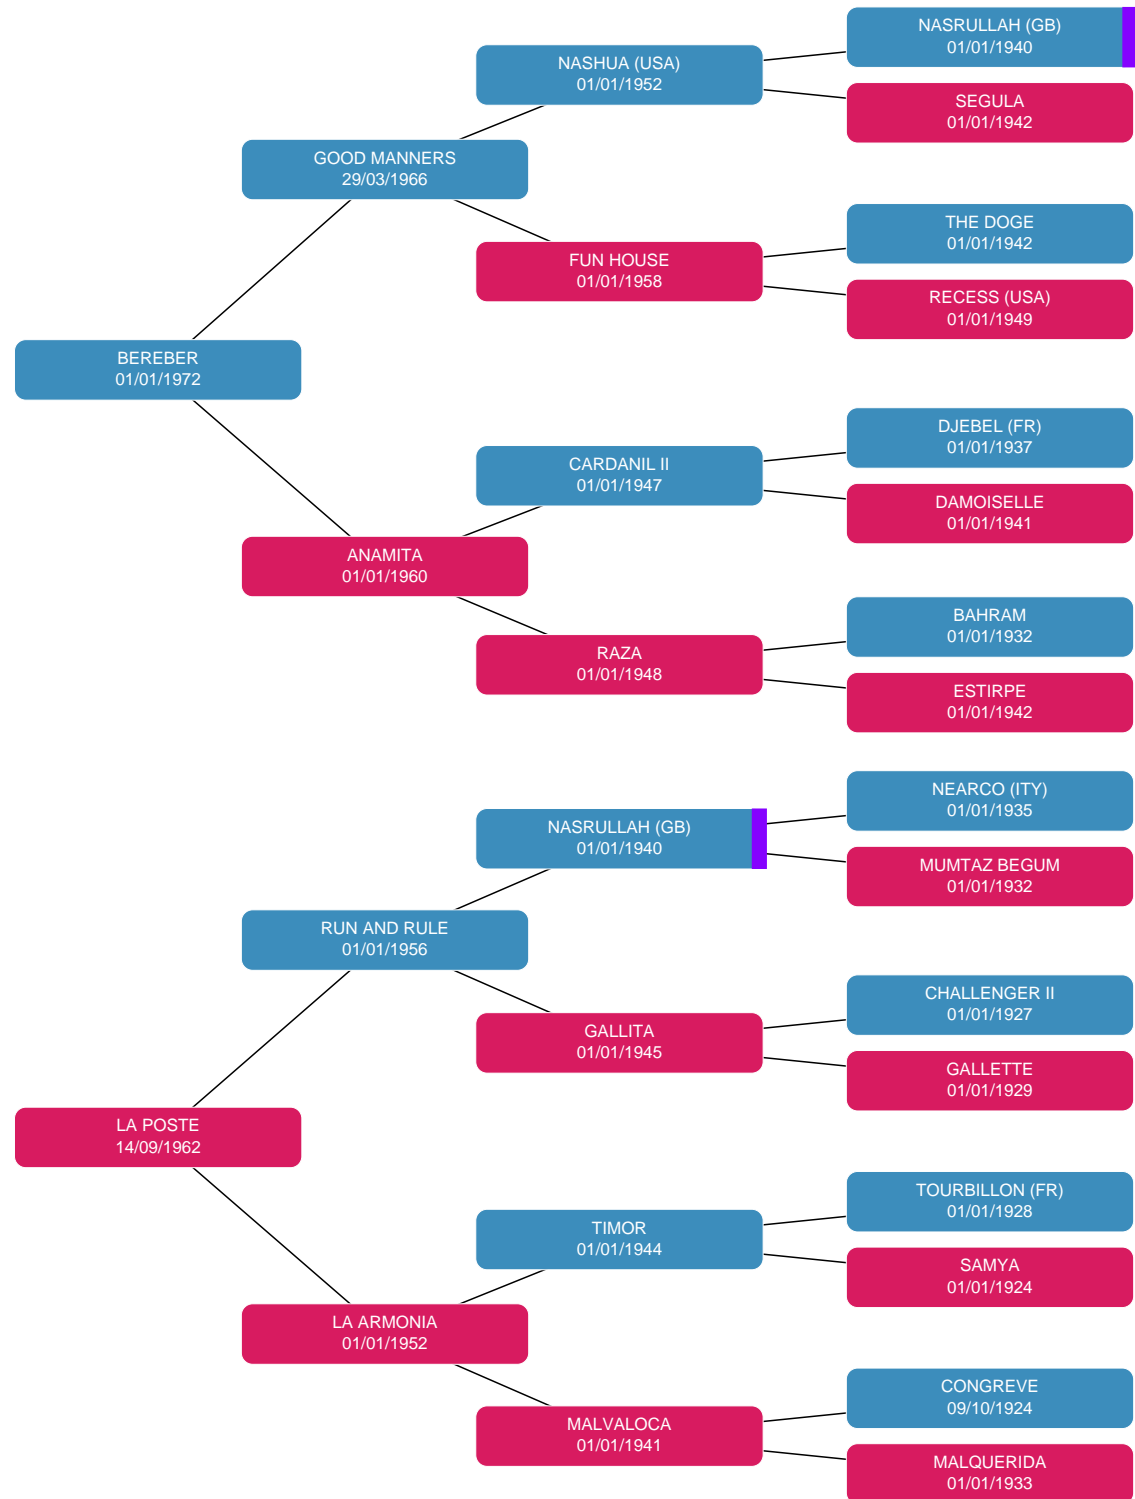 NASRULLAH (GB)
01/01/1940
NASHUA (USA)
01/01/1952
SEGULA
01/01/1942
GOOD MANNERS
29/03/1966
THE DOGE
01/01/1942
FUN HOUSE
01/01/1958
RECESS (USA)
01/01/1949
BEREBER
01/01/1972
DJEBEL (FR)
01/01/1937
CARDANIL II
01/01/1947
DAMOISELLE
01/01/1941
ANAMITA
01/01/1960
BAHRAM
01/01/1932
RAZA
01/01/1948
ESTIRPE
01/01/1942
NEARCO (ITY)
01/01/1935
NASRULLAH (GB)
01/01/1940
MUMTAZ BEGUM
01/01/1932
RUN AND RULE
01/01/1956
CHALLENGER II
01/01/1927
GALLITA
01/01/1945
GALLETTE
01/01/1929
LA POSTE
14/09/1962
TOURBILLON (FR)
01/01/1928
TIMOR
01/01/1944
SAMYA
01/01/1924
LA ARMONIA
01/01/1952
CONGREVE
09/10/1924
MALVALOCA
01/01/1941
MALQUERIDA
01/01/1933